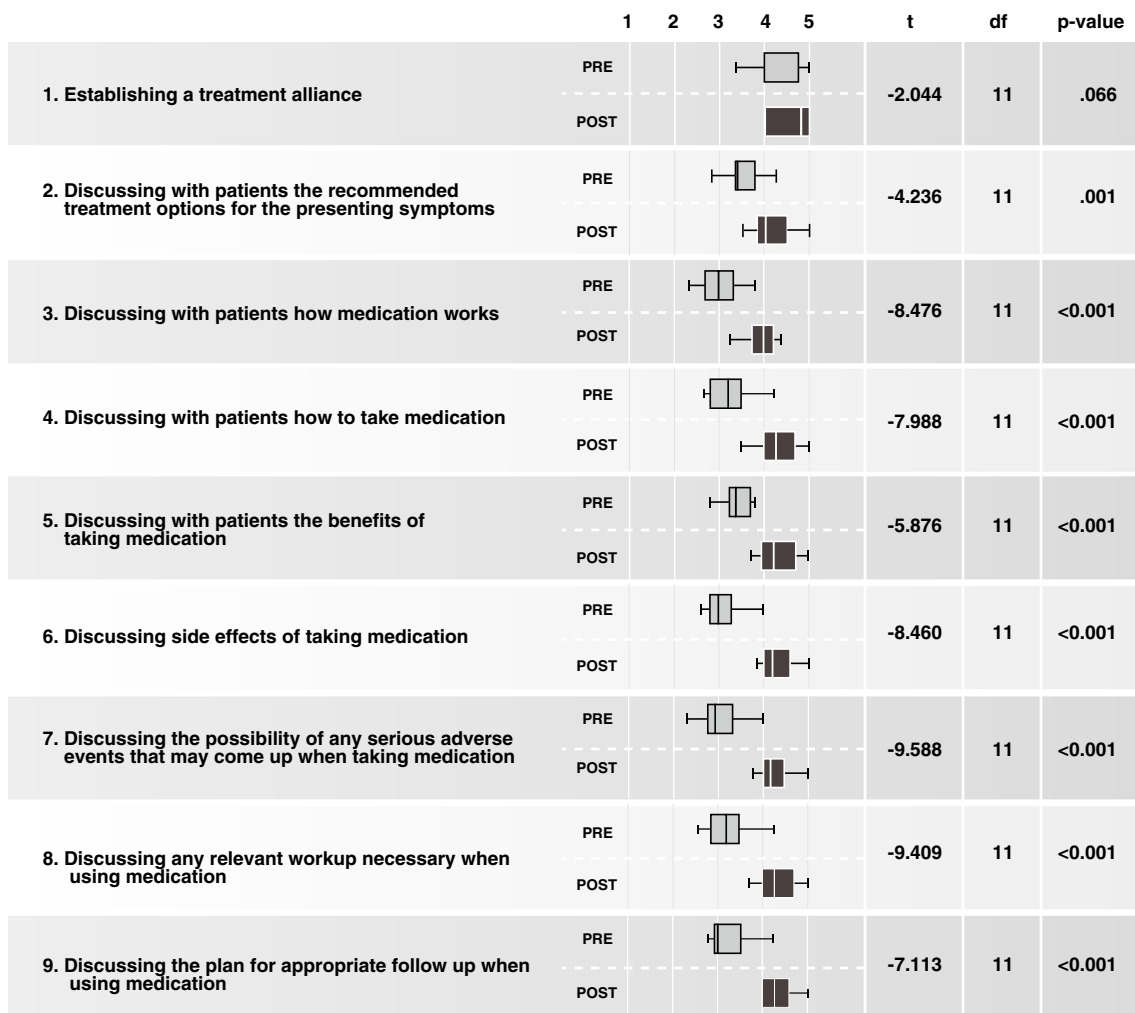 1 2 3 4 5 t df p-value
PRE
1. Establishing a treatment alliance -2.044 11 .066
POST
PRE
2. Discussing with patients the recommended
treatment options for the presenting symptoms -4.236 11 .001
POST
PRE
3. Discussing with patients how medication works -8.476 11 <0.001
POST
PRE
4. Discussing with patients how to take medication -7.988 11 <0.001
POST
PRE
5. Discussing with patients the benefits of
taking medication -5.876 11 <0.001
POST
PRE
6. Discussing side effects of taking medication -8.460 11 <0.001
POST
PRE
7. Discussing the possibility of any serious adverse
events that may come up when taking medication -9.588 11 <0.001
POST
PRE
8. Discussing any relevant workup necessary when
using medication -9.409 11 <0.001
POST
PRE
9. Discussing the plan for appropriate follow up when
using medication -7.113 11 <0.001
POST